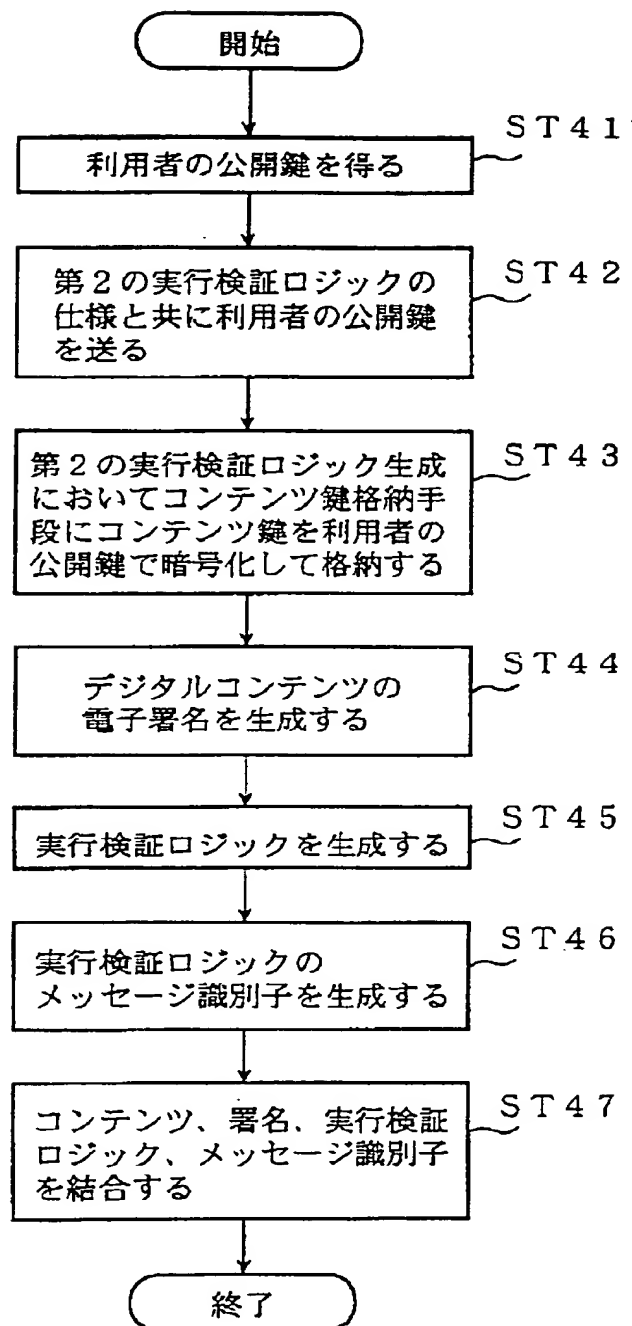 開始
ST41
利用者の公開鍵を得る
ST42
第2の実行検証ロジックの
仕様と共に利用者の公開鍵
を送る
ST43
第2の実行検証ロジック生成
においてコンテンツ鍵格納手
段にコンテンツ鍵を利用者の
公開鍵で暗号化して格納する
ST44
デジタルコンテンツの
電子署名を生成する
ST45
実行検証ロジックを生成する
ST46
実行検証ロジックの
メッセージ識別子を生成する
ST47
コンテンツ、署名、実行検証
ロジック、メッセージ識別子
を結合する
終了